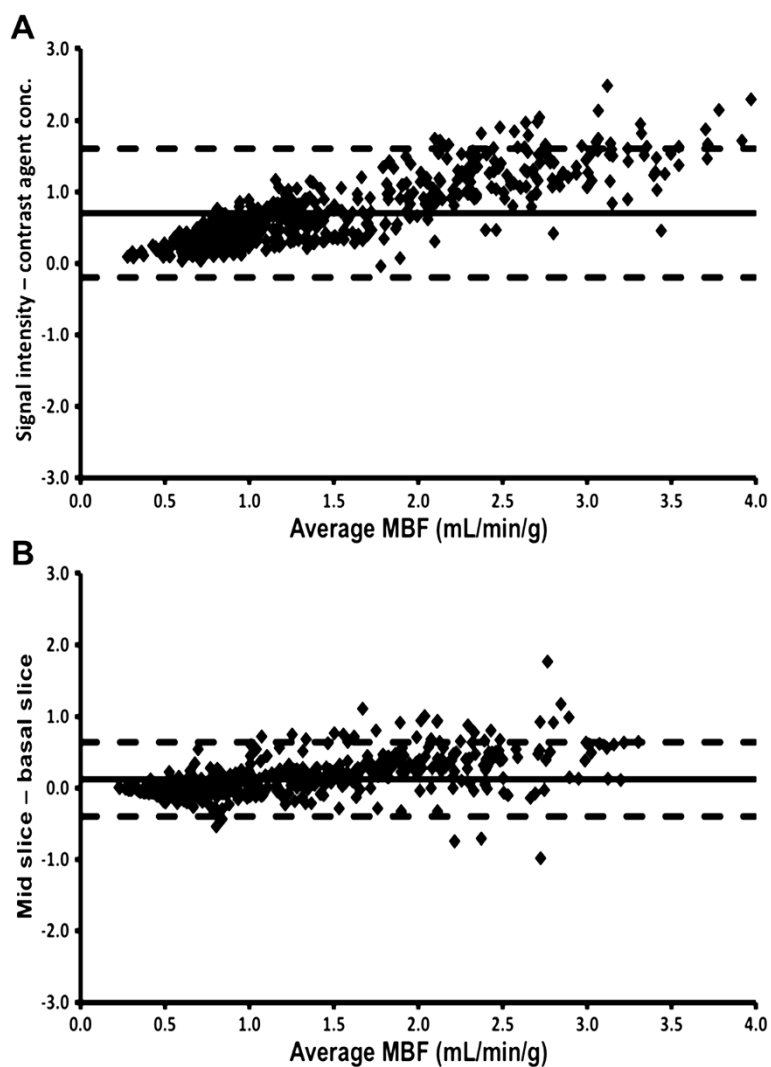 A
Signal intensity – contrast agent conc.
3.0
2.0
1.0
0.0
-1.0
-2.0
-3.0
0.0 0.5 1.0 1.5 2.0 2.5 3.0 3.5 4.0
Average MBF (mL/min/g)
B
Mid slice – basal slice
3.0
2.0
1.0
0.0
-1.0
-2.0
-3.0
0.0 0.5 1.0 1.5 2.0 2.5 3.0 3.5 4.0
Average MBF (mL/min/g)